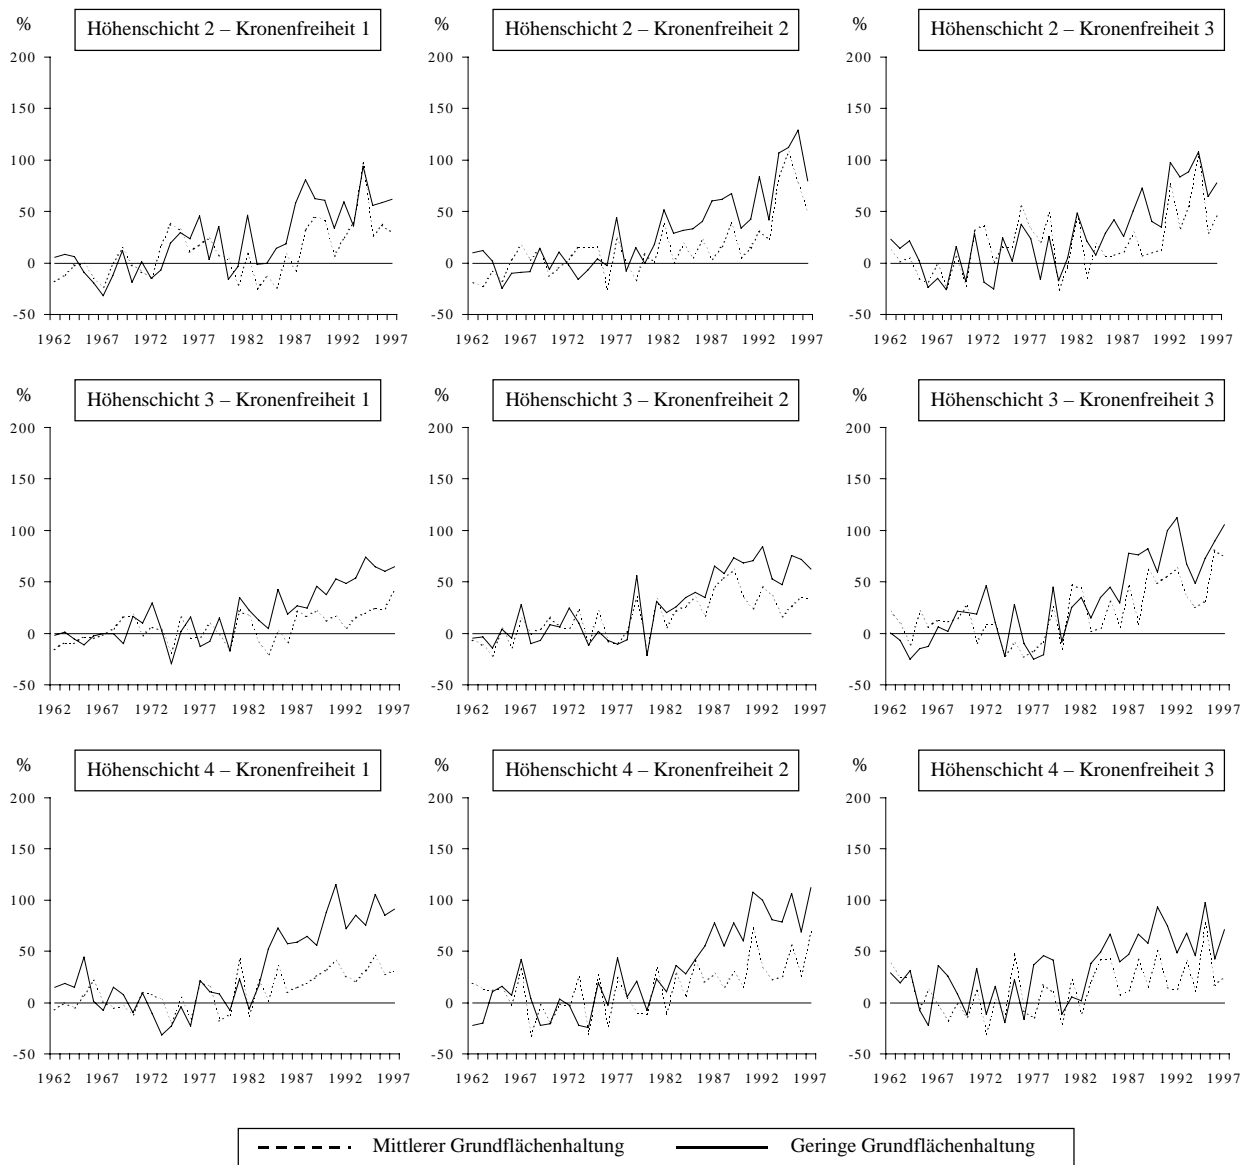 % % %
Höhenschicht 2 – Kronenfreiheit 1 Höhenschicht 2 – Kronenfreiheit 2 Höhenschicht 2 – Kronenfreiheit 3
200 200 200
150 150 150
100 100 100
50 50 50
0 0 0
-50 -50 -50
1962 1967 1972 1977 1982 1987 1992 1997 1962 1967 1972 1977 1982 1987 1992 1997 1962 1967 1972 1977 1982 1987 1992 1997
% % %
Höhenschicht 3 – Kronenfreiheit 1 Höhenschicht 3 – Kronenfreiheit 2 Höhenschicht 3 – Kronenfreiheit 3
200 200 200
150 150 150
100 100 100
50 50 50
0 0 0
-50 -50 -50
1962 1967 1972 1977 1982 1987 1992 1997 1962 1967 1972 1977 1982 1987 1992 1997 1962 1967 1972 1977 1982 1987 1992 1997
% % %
Höhenschicht 4 – Kronenfreiheit 1 Höhenschicht 4 – Kronenfreiheit 2 Höhenschicht 4 – Kronenfreiheit 3
200 200 200
150 150 150
100 100 100
50 50 50
0 0 0
-50 -50 -50
1962 1967 1972 1977 1982 1987 1992 1997 1962 1967 1972 1977 1982 1987 1992 1997 1962 1967 1972 1977 1982 1987 1992 1997
Mittlerer Grundflächenhaltung Geringe Grundflächenhaltung